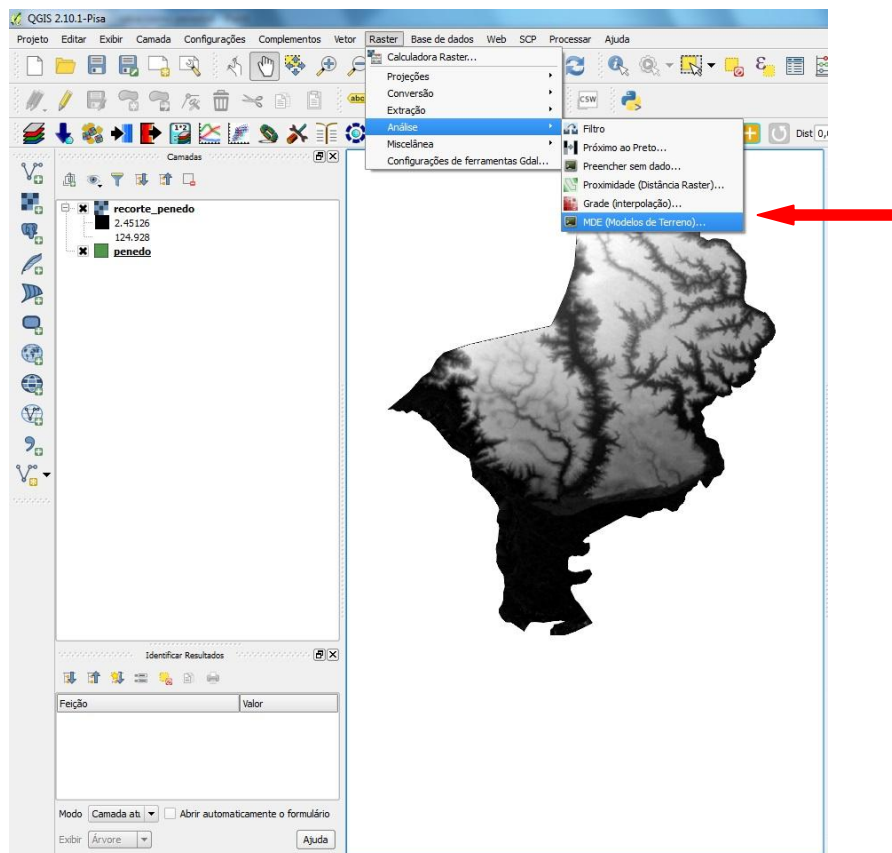 QGIS 2.10.1-Pisa
Projeto Editar Exibir Camada Configurações Complementos Vetor Raster Base de dados Web SCP Processar Ajuda
Calculadora Raster...
Projeções
Conversão
Extração
Análise
Miscelânea
Configurações de ferramentas Gdal...
abc
CSW
Filtro
Próximo ao Preto...
Preencher sem dado...
Proximidade (Distância Raster)...
Grade (interpolação)...
MDE (Modelos de Terreno)...
Dist 0,
Camadas
recorte_penedo
2.45126
124.928
penedo
Identificar Resultados
Feição Valor
Modo Camada atu Abrir automaticamente o formulário
Exibir Árvore Ajuda